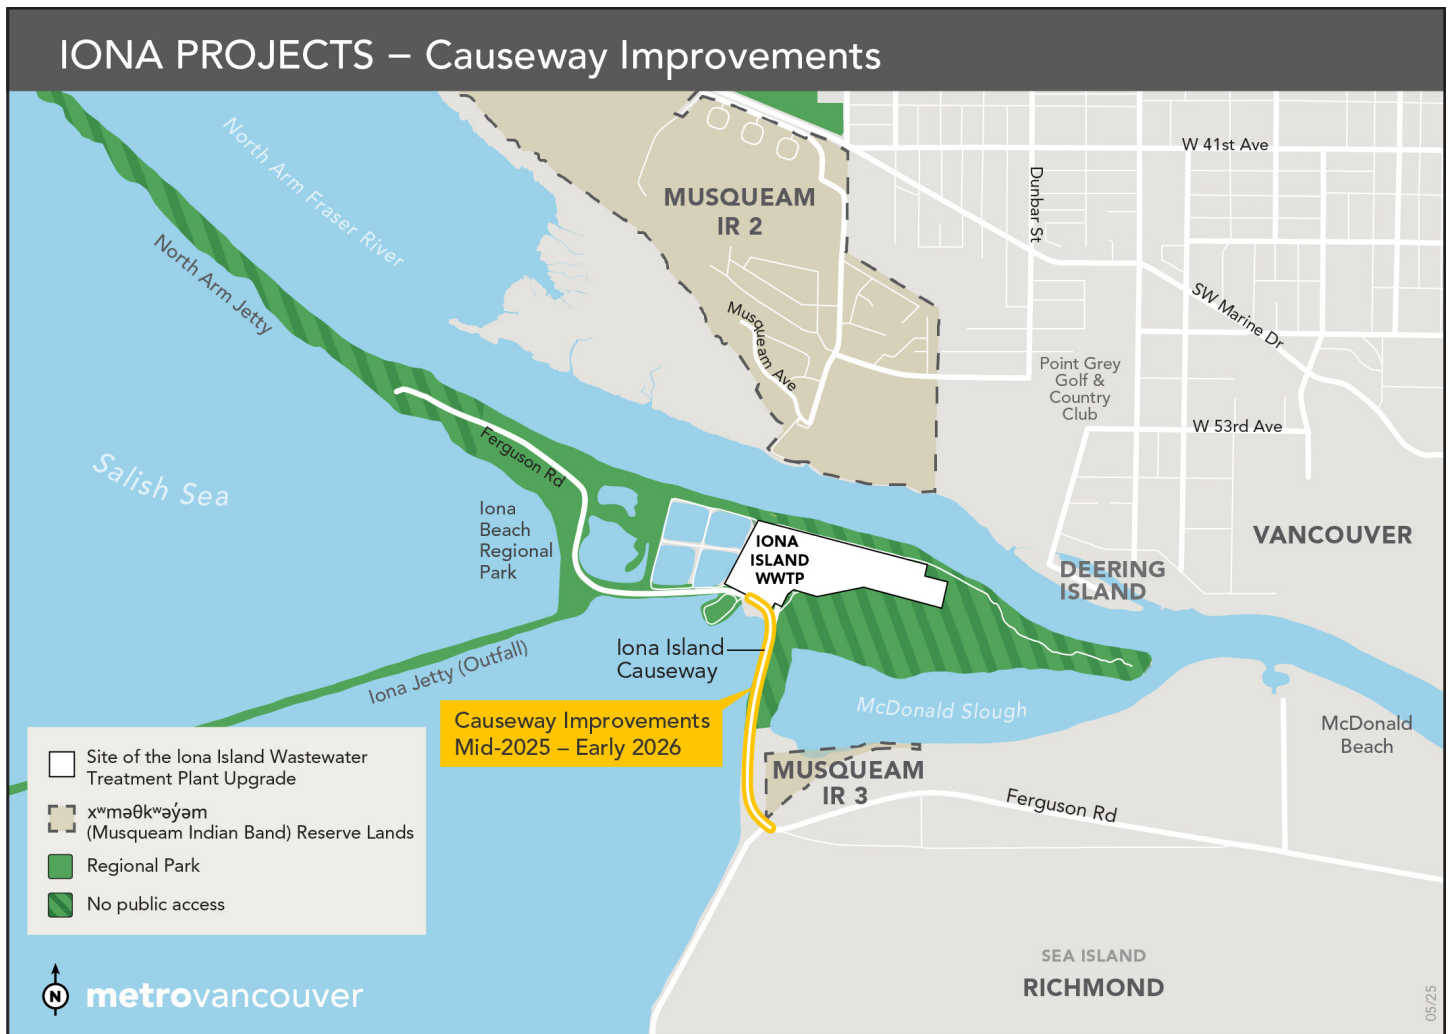 IONA PROJECTS – Causeway Improvements
North Arm Fraser River
North Arm Jetty
MUSQUEAM
IR 2
Musqueam Ave
W 41st Ave
Dunbar St
SW Marine Dr
Point Grey
Golf &
Country
Club
W 53rd Ave
Salish Sea
Ferguson Rd
Iona
Beach
Regional
Park
IONA
ISLAND
WWTP
VANCOUVER
DEERING
ISLAND
Iona Island
Causeway
Iona Jetty (Outfall)
McDonald Slough
Causeway Improvements
Mid-2025 – Early 2026
McDonald
Beach
MUSQUEAM
IR 3
Ferguson Rd
Site of the Iona Island Wastewater
Treatment Plant Upgrade
xʷməθkʷəy̓əm
(Musqueam Indian Band) Reserve Lands
Regional Park
No public access
SEA ISLAND
RICHMOND
N
metrovancouver
05/25